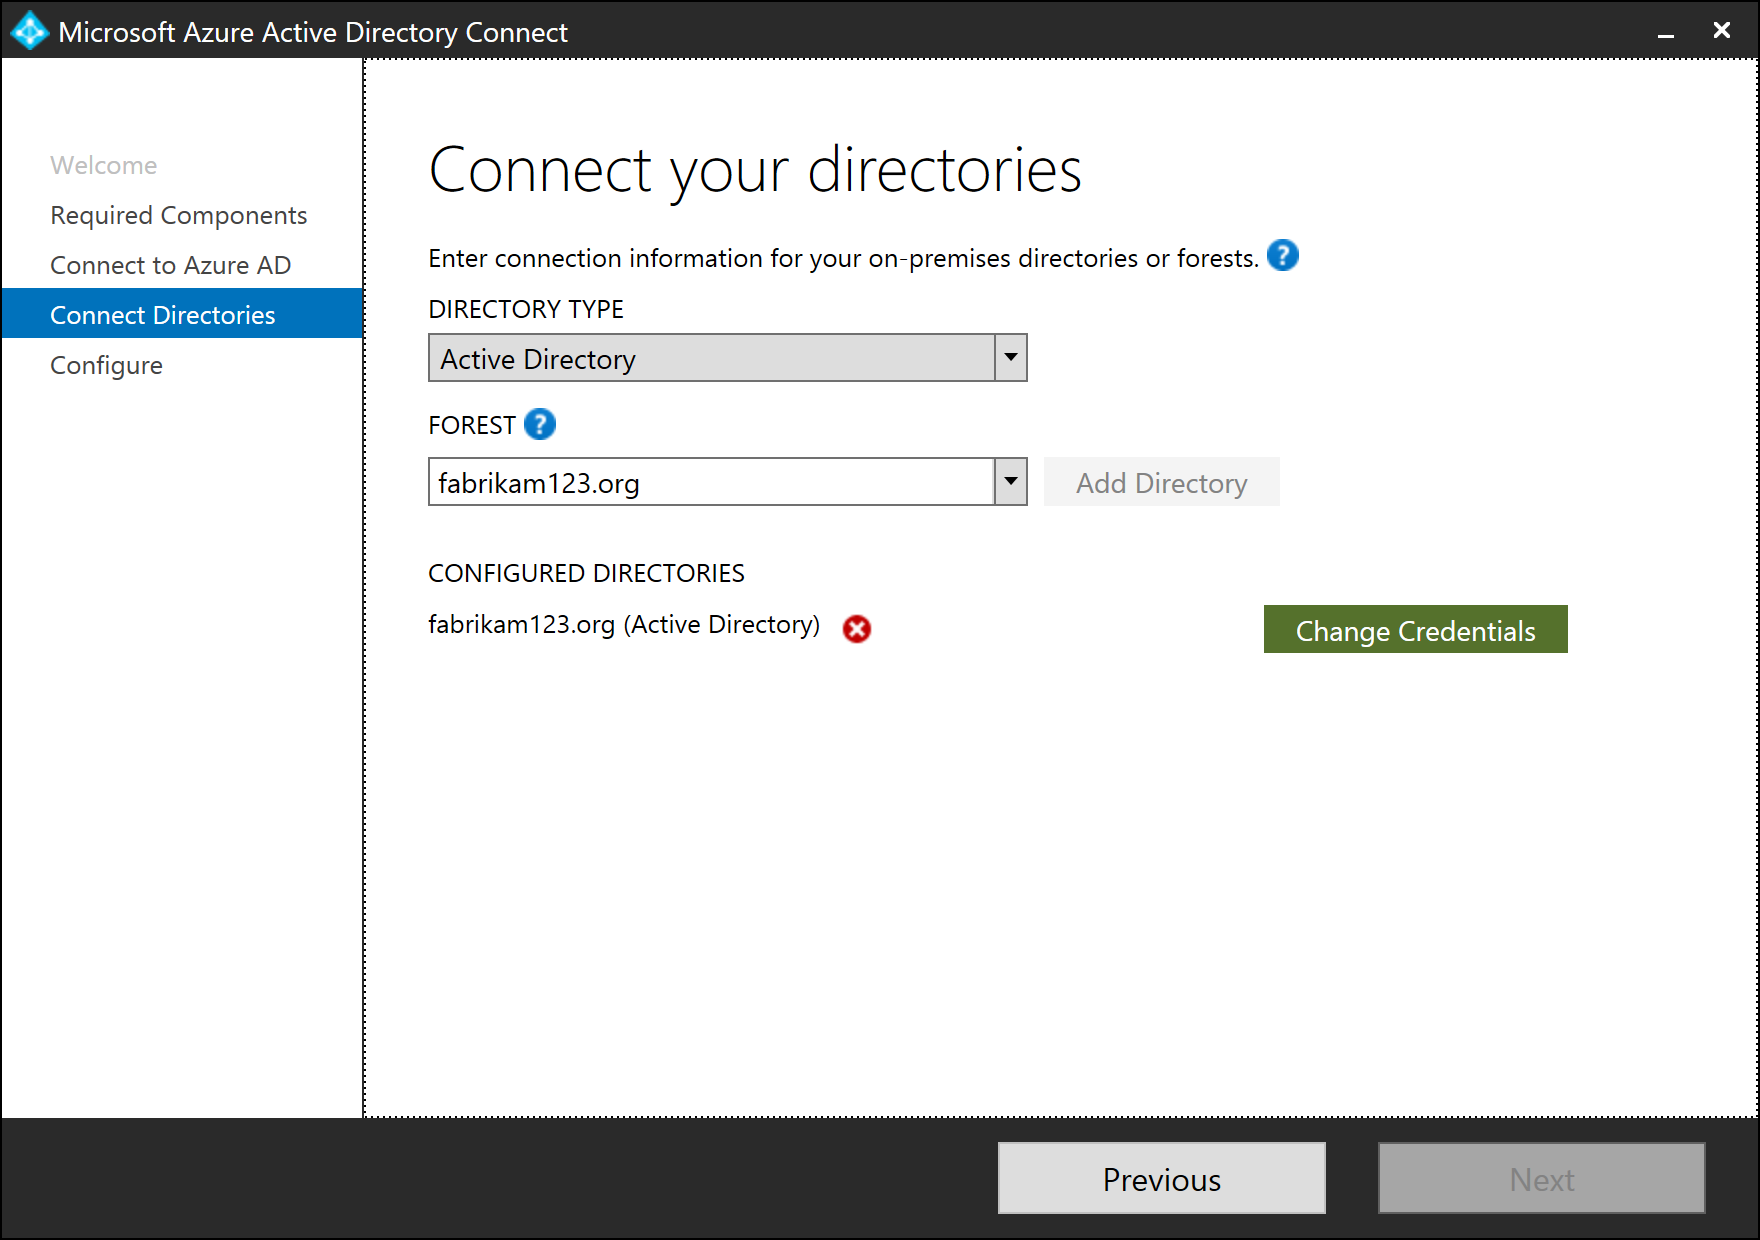 Microsoft Azure Active Directory Connect
Welcome
Required Components
Connect to Azure AD
Connect Directories
Configure
Connect your directories
Enter connection information for your on-premises directories or forests. ?
DIRECTORY TYPE
Active Directory
FOREST ?
fabrikam123.org
Add Directory
CONFIGURED DIRECTORIES
fabrikam123.org (Active Directory)
Change Credentials
Previous
Next